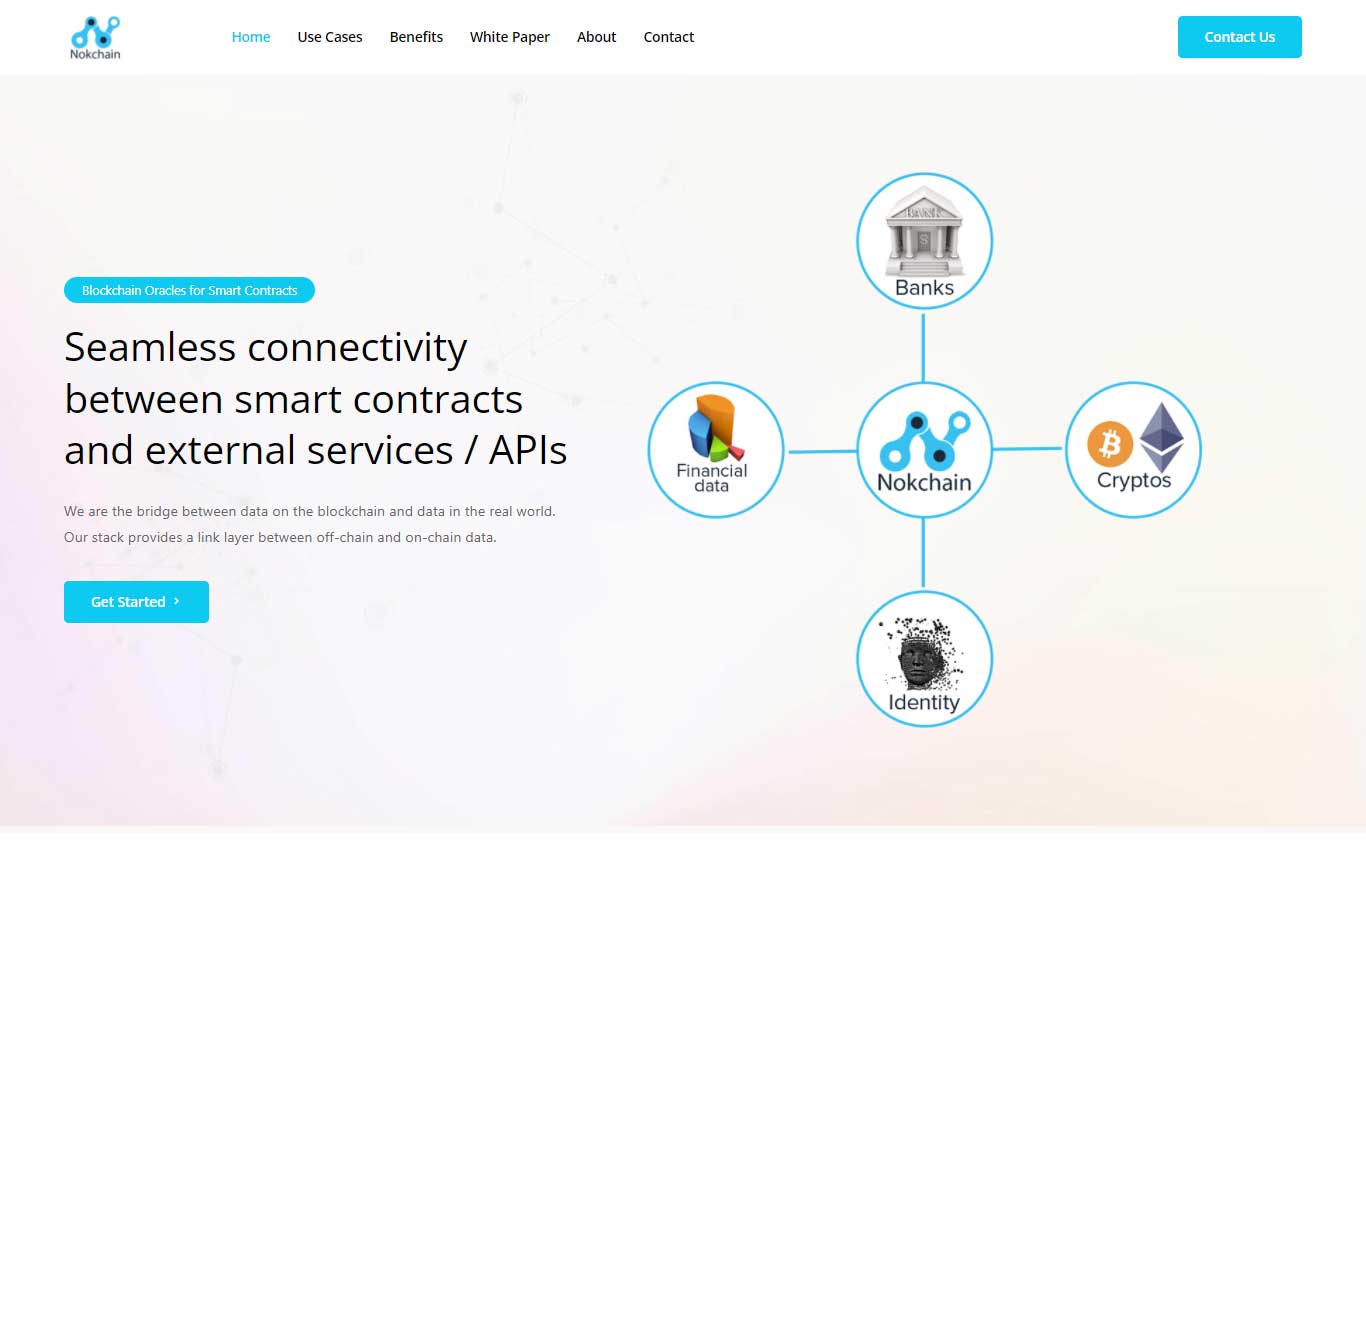 Nokchain
Home
Use Cases
Benefits
White Paper
About
Contact
Contact Us
Blockchain Oracles for Smart Contracts
Seamless connectivity
between smart contracts
and external services / APIs
We are the bridge between data on the blockchain and data in the real world.
Our stack provides a link layer between off-chain and on-chain data.
Get Started
BANK
Banks
Financial
data
Nokchain
Cryptos
Identity